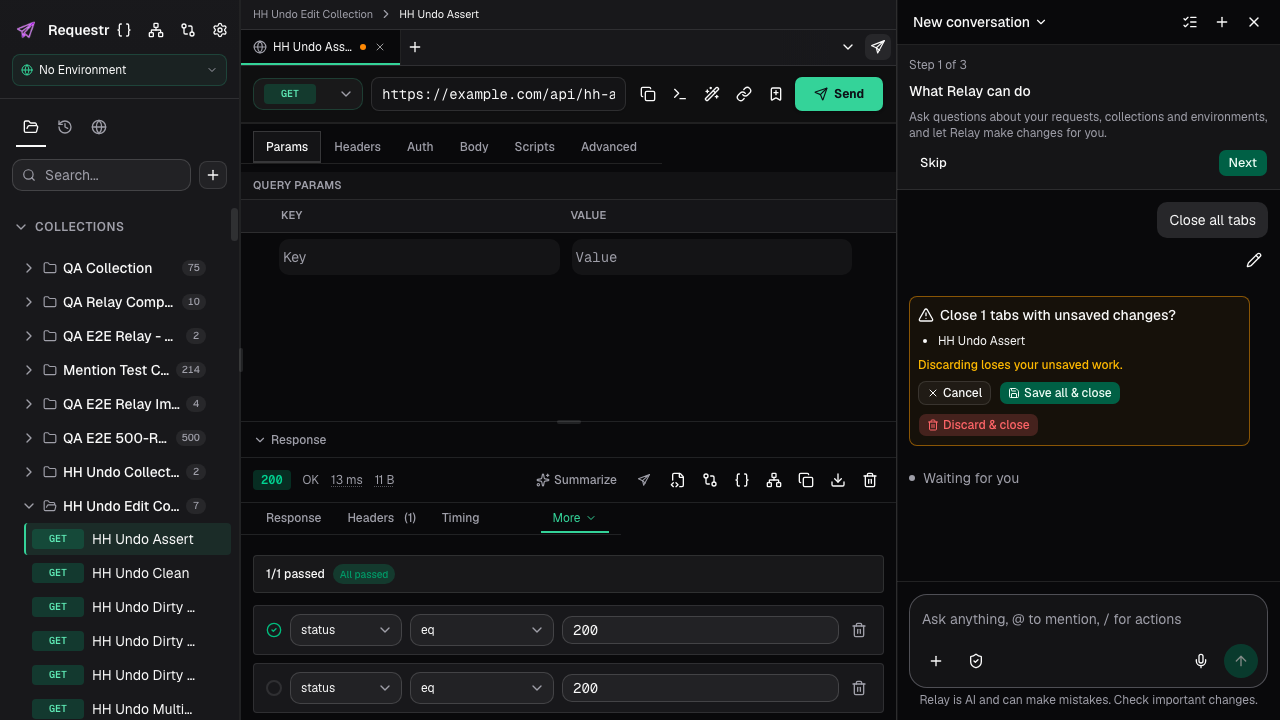 Requestr
No Environment
Search...
COLLECTIONS
QA Collection 75
QA Relay Comp... 10
QA E2E Relay - ... 2
Mention Test C... 214
QA E2E Relay Im... 4
QA E2E 500-R... 500
HH Undo Collect... 2
HH Undo Edit Co... 7
GET HH Undo Assert
GET HH Undo Clean
GET HH Undo Dirty ...
GET HH Undo Dirty ...
GET HH Undo Dirty ...
GET HH Undo Multi...
HH Undo Edit Collection > HH Undo Assert
HH Undo Ass...
GET https://example.com/api/hh-a Send
Params Headers Auth Body Scripts Advanced
QUERY PARAMS
KEY VALUE
Key Value
Response
200 OK 13 ms 11 B Summarize
Response Headers (1) Timing More
1/1 passed All passed
status eq 200
status eq 200
New conversation
Step 1 of 3
What Relay can do
Ask questions about your requests, collections and environments,
and let Relay make changes for you.
Skip Next
Close all tabs
Close 1 tabs with unsaved changes?
• HH Undo Assert
Discarding loses your unsaved work.
Cancel Save all & close
Discard & close
Waiting for you
Ask anything, @ to mention, / for actions
Relay is AI and can make mistakes. Check important changes.